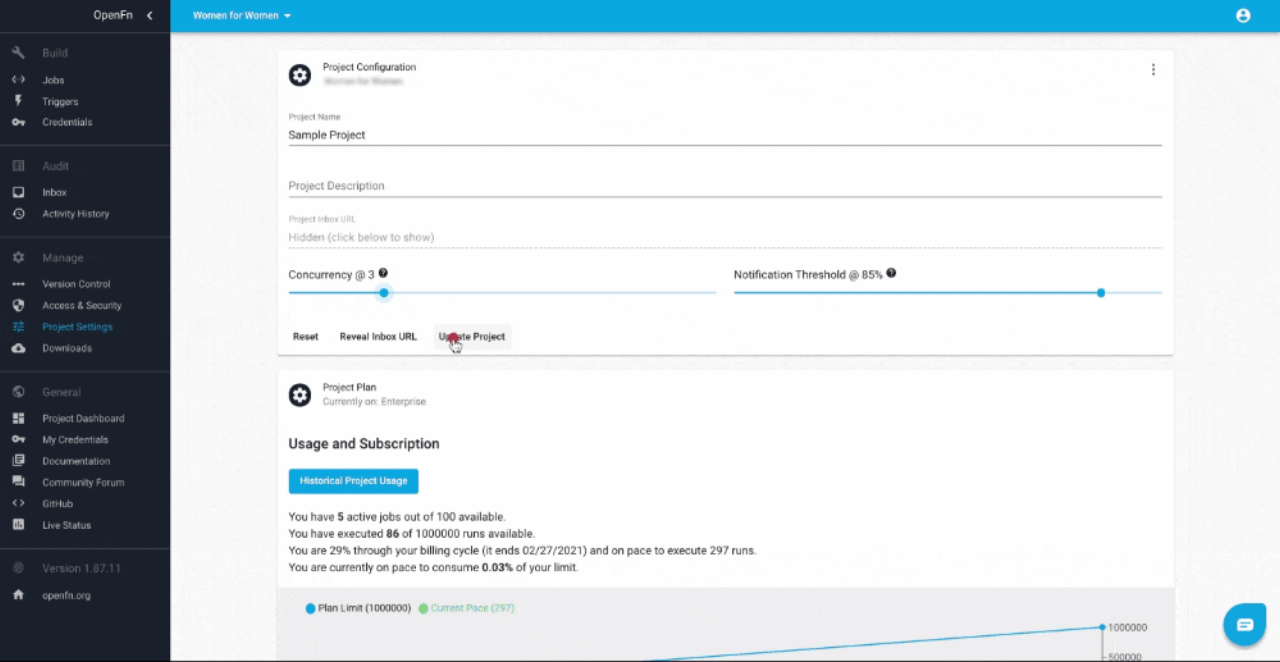 OpenFn
Women for Women
Build
Jobs
Triggers
Credentials
Audit
Inbox
Activity History
Manage
Version Control
Access & Security
Project Settings
Downloads
General
Project Dashboard
My Credentials
Documentation
Community Forum
GitHub
Live Status
Version 1.87.11
openfn.org
Project Configuration
Women for Women
Project Name
Sample Project
Project Description
Project Inbox URL
Hidden (click below to show)
Concurrency @ 3
Notification Threshold @ 85%
Reset Reveal Inbox URL Update Project
Project Plan
Currently on: Enterprise
Usage and Subscription
Historical Project Usage
You have 5 active jobs out of 100 available.
You have executed 86 of 1000000 runs available.
You are 29% through your billing cycle (it ends 02/27/2021) and on pace to execute 297 runs.
You are currently on pace to consume 0.03% of your limit.
Plan Limit (1000000) Current Pace (297)
1000000
500000